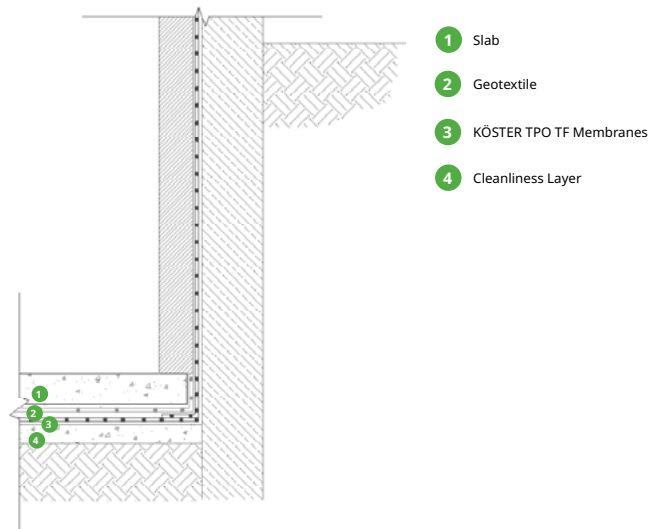 1 Slab
2 Geotextile
3 KÖSTER TPO TF Membranes
4 Cleanliness Layer
1
2
3
4